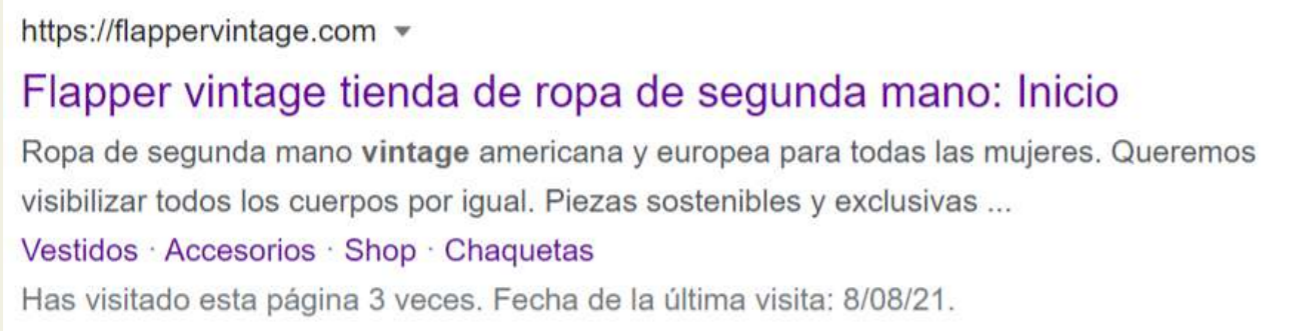 https://flappervintage.com
Flapper vintage tienda de ropa de segunda mano: Inicio
Ropa de segunda mano vintage americana y europea para todas las mujeres. Queremos
visibilizar todos los cuerpos por igual. Piezas sostenibles y exclusivas ...
Vestidos · Accesorios · Shop · Chaquetas
Has visitado esta página 3 veces. Fecha de la última visita: 8/08/21.